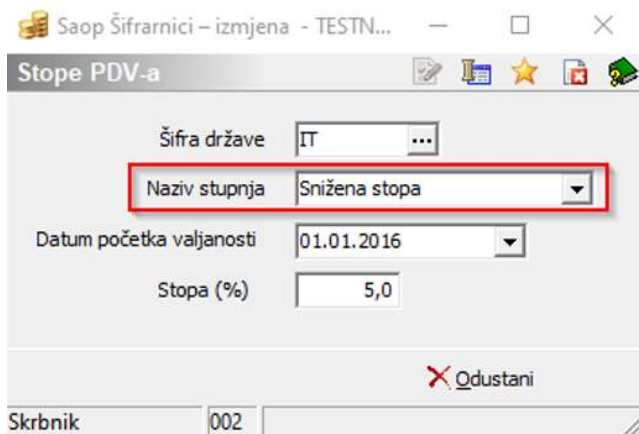 Saop Šifrarnici – izmjena - TESTN...
Stope PDV-a
Šifra države IT ...
Naziv stupnja Snižena stopa
Datum početka valjanosti 01.01.2016
Stopa (%) 5,0
Odustani
Skrbnik 002